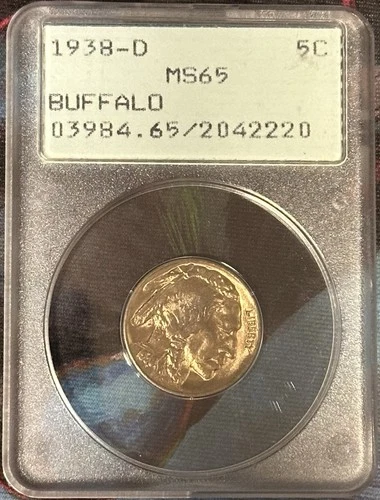 1938-D 5C
MS65
BUFFALO
03984.65/2042220
LIBERTY